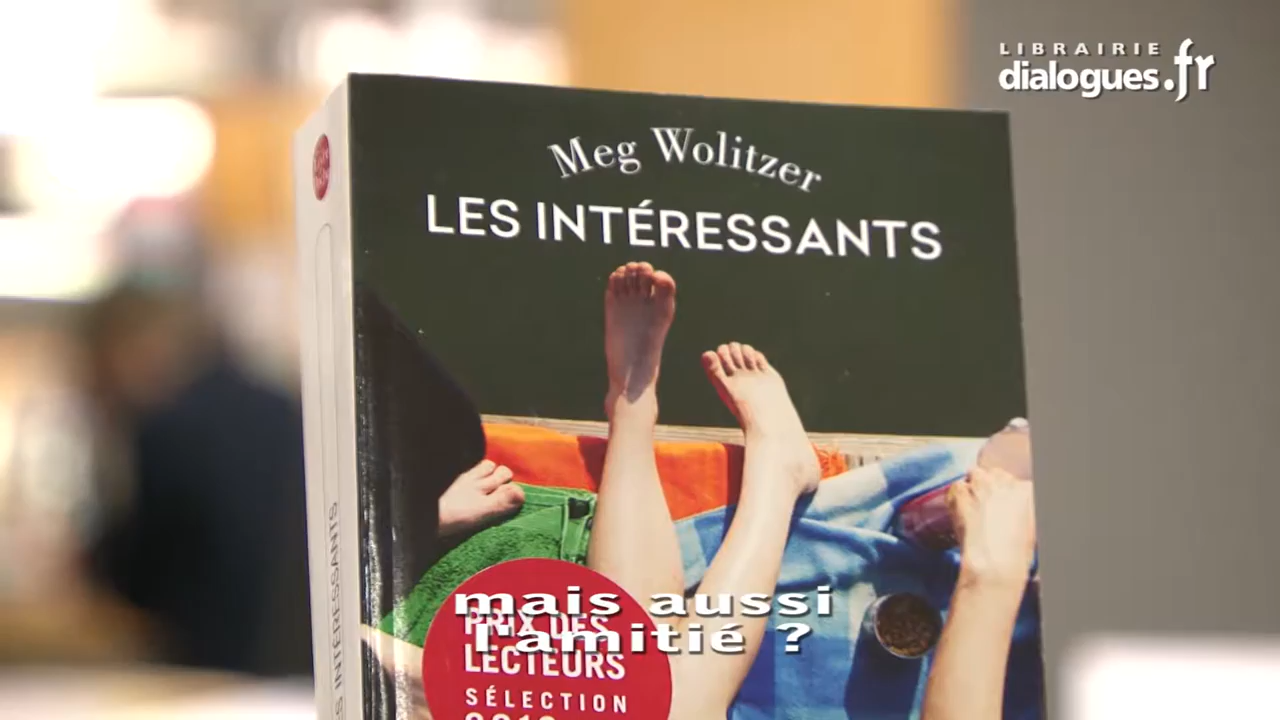 LIBRAIRIE
dialogues.fr
Meg Wolitzer
LES INTÉRESSANTS
mais aussi
l'amitié ?
PRIX DES
LECTEURS
SÉLECTION
LES INTÉRESSANTS